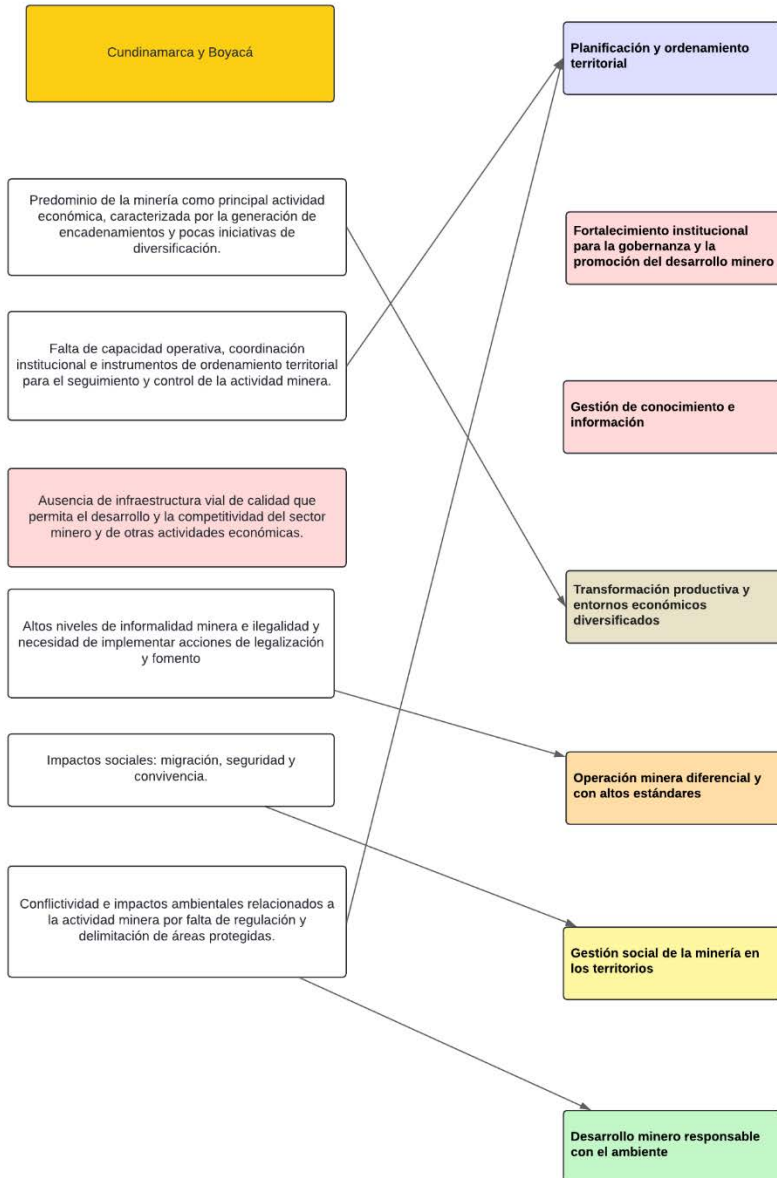 Cundinamarca y Boyacá
Predominio de la minería como principal actividad
económica, caracterizada por la generación de
encadenamientos y pocas iniciativas de
diversificación.
Falta de capacidad operativa, coordinación
institucional e instrumentos de ordenamiento territorial
para el seguimiento y control de la actividad minera.
Ausencia de infraestructura vial de calidad que
permita el desarrollo y la competitividad del sector
minero y de otras actividades económicas.
Altos niveles de informalidad minera e ilegalidad y
necesidad de implementar acciones de legalización
y fomento
Impactos sociales: migración, seguridad y
convivencia.
Conflictividad e impactos ambientales relacionados a
la actividad minera por falta de regulación y
delimitación de áreas protegidas.
Planificación y ordenamiento
territorial
Fortalecimiento institucional
para la gobernanza y la
promoción del desarrollo minero
Gestión de conocimiento e
información
Transformación productiva y
entornos económicos
diversificados
Operación minera diferencial y
con altos estándares
Gestión social de la minería en
los territorios
Desarrollo minero responsable
con el ambiente